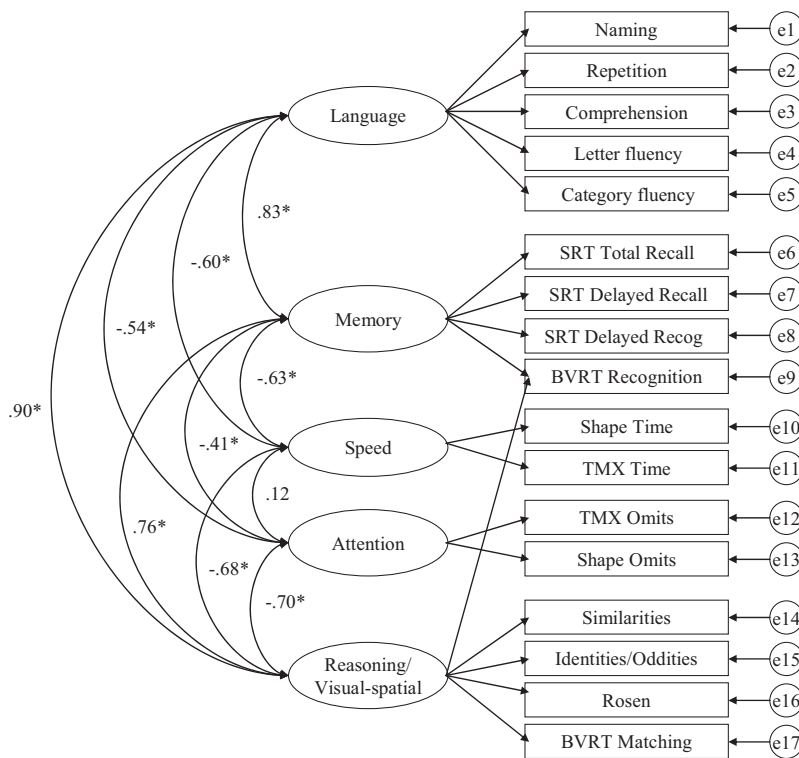 Naming
e1
Repetition
e2
Language
Comprehension
e3
Letter fluency
e4
Category fluency
e5
.83*
-.60*
SRT Total Recall
e6
SRT Delayed Recall
e7
Memory
-.54*
SRT Delayed Recog
e8
BVRT Recognition
e9
-.63*
.90*
Shape Time
e10
-.41*
Speed
TMX Time
e11
.12
TMX Omits
e12
.76*
Attention
Shape Omits
e13
-.68*
-.70*
Similarities
e14
Reasoning/
Visual-spatial
Identities/Oddities
e15
Rosen
e16
BVRT Matching
e17